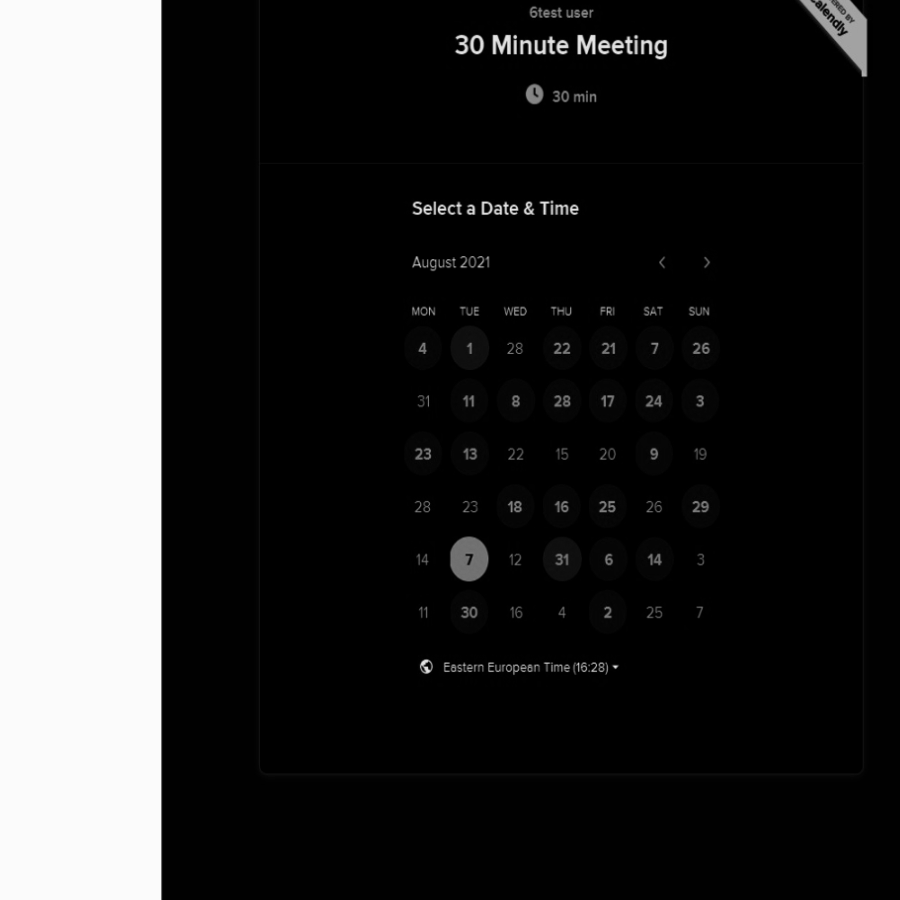 6test user
30 Minute Meeting
30 min
Calendly
Select a Date & Time
August 2021
MON TUE WED THU FRI SAT SUN
4 1 28 22 21 7 26
31 11 8 28 17 24 3
23 13 22 15 20 9 19
28 23 18 16 25 26 29
14 7 12 31 6 14 3
11 30 16 4 2 25 7
Eastern European Time (16:28)